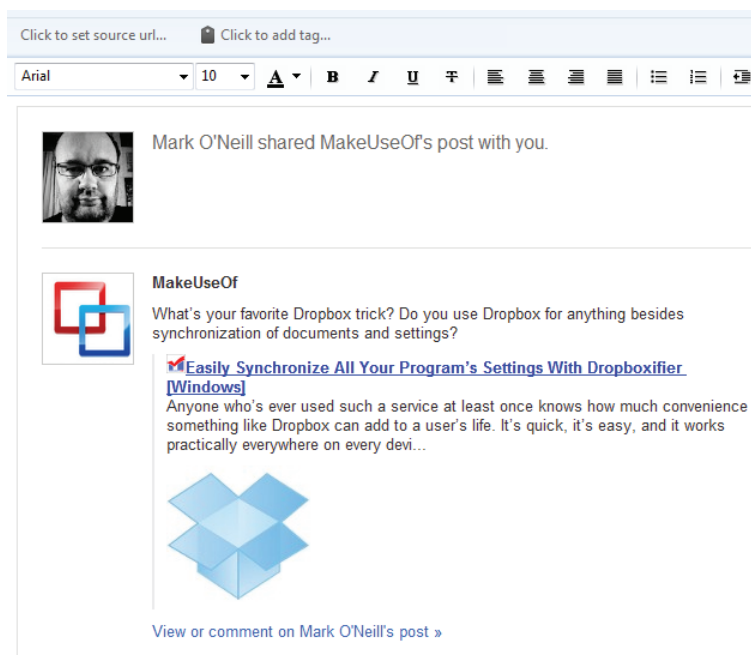 Click to set source url... Click to add tag...
Arial 10 A B I U T
Mark O'Neill shared MakeUseOf's post with you.
MakeUseOf
What's your favorite Dropbox trick? Do you use Dropbox for anything besides
synchronization of documents and settings?
Easily Synchronize All Your Program's Settings With Dropboxifier
[Windows]
Anyone who's ever used such a service at least once knows how much convenience
something like Dropbox can add to a user's life. It's quick, it's easy, and it works
practically everywhere on every devi...
View or comment on Mark O'Neill's post »